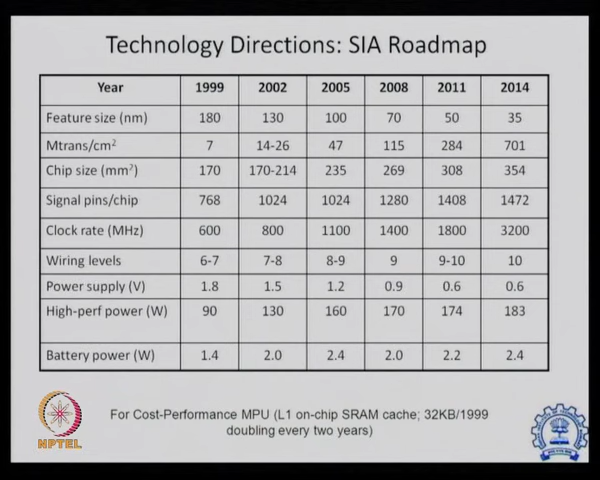 Technology Directions: SIA Roadmap
Year 1999 2002 2005 2008 2011 2014
Feature size (nm) 180 130 100 70 50 35
Mtrans/cm² 7 14-26 47 115 284 701
Chip size (mm²) 170 170-214 235 269 308 354
Signal pins/chip 768 1024 1024 1280 1408 1472
Clock rate (MHz) 600 800 1100 1400 1800 3200
Wiring levels 6-7 7-8 8-9 9 9-10 10
Power supply (V) 1.8 1.5 1.2 0.9 0.6 0.6
High-perf power (W) 90 130 160 170 174 183
Battery power (W) 1.4 2.0 2.4 2.0 2.2 2.4
For Cost-Performance MPU (L1 on-chip SRAM cache; 32KB/1999
doubling every two years)
NPTEL